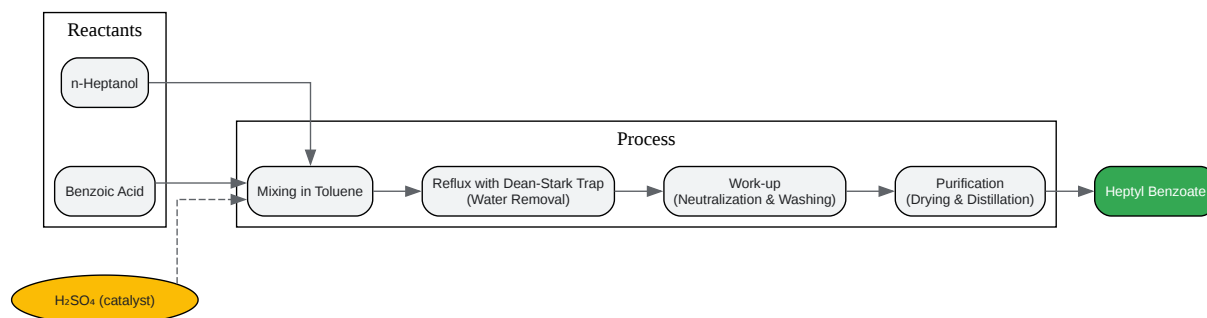 Reactants
n-Heptanol
Process
Benzoic Acid
Mixing in Toluene
Reflux with Dean-Stark Trap
(Water Removal)
Work-up
(Neutralization & Washing)
Purification
(Drying & Distillation)
Heptyl Benzoate
H₂SO₄ (catalyst)